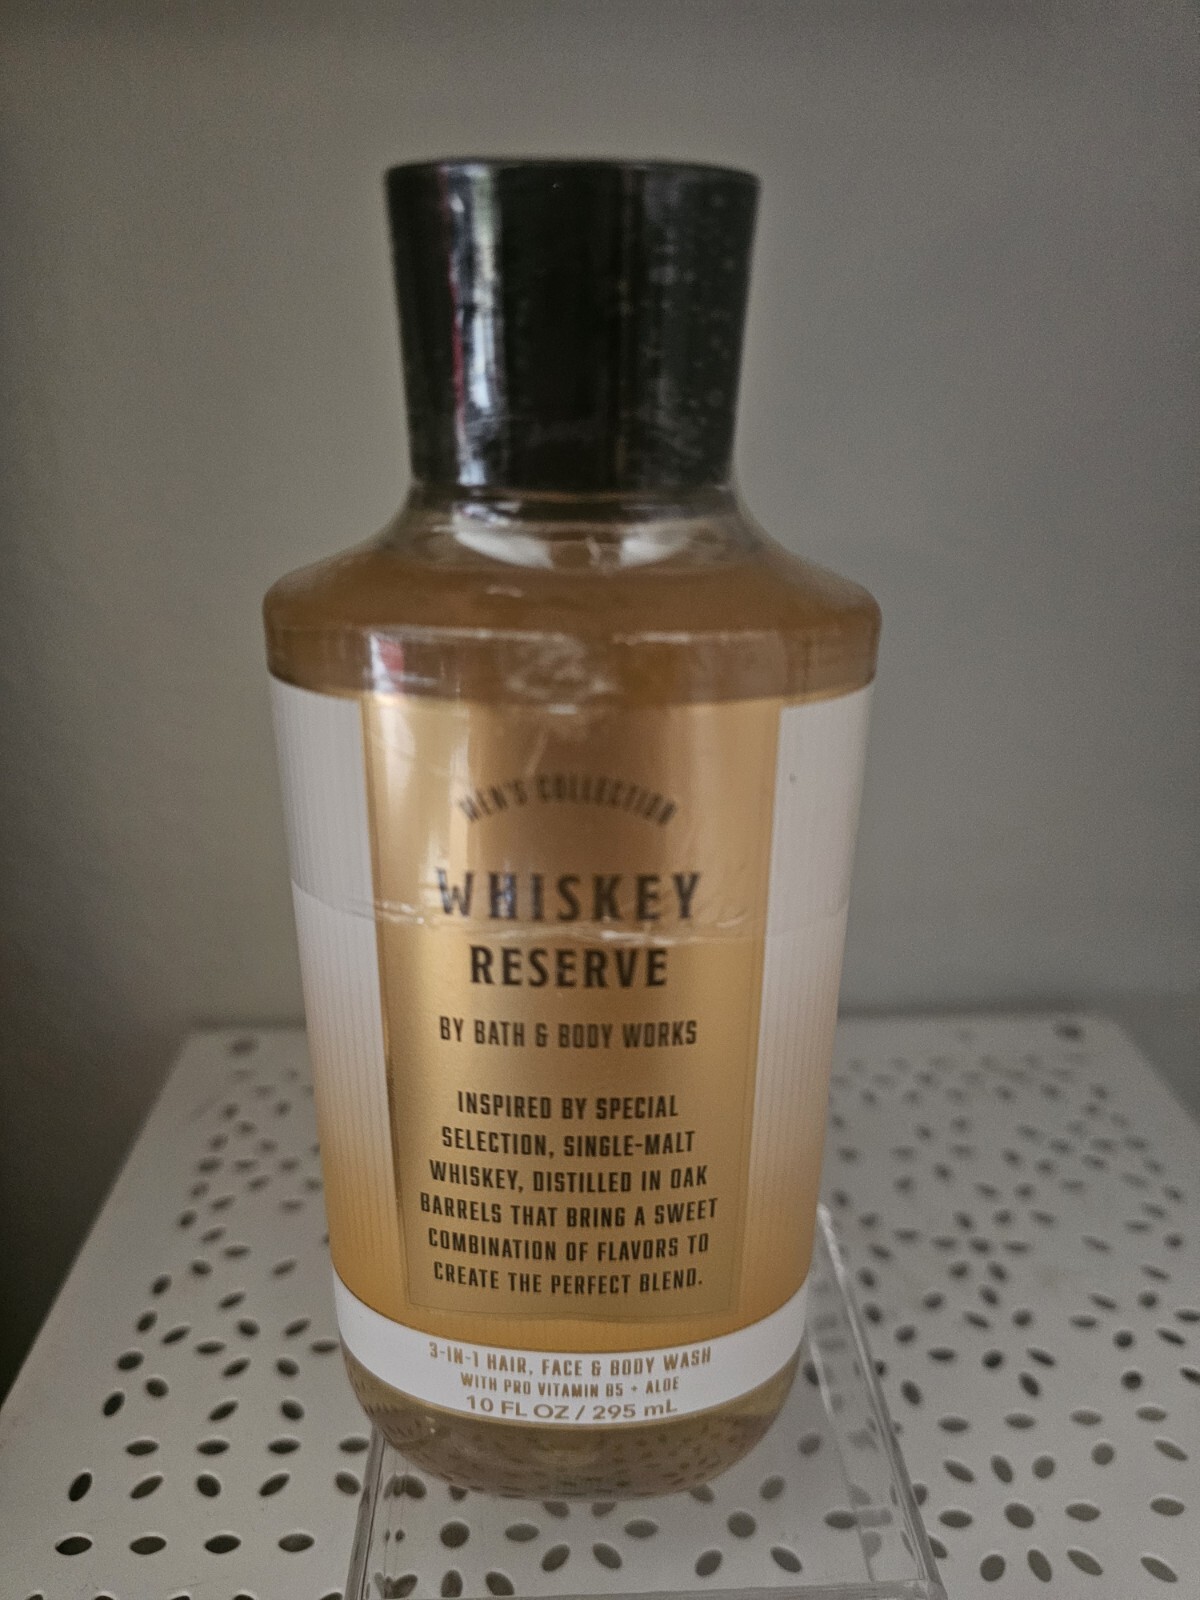 MEN'S COLLECTION
WHISKEY
RESERVE
BY BATH & BODY WORKS
INSPIRED BY SPECIAL
SELECTION, SINGLE-MALT
WHISKEY, DISTILLED IN OAK
BARRELS THAT BRING A SWEET
COMBINATION OF FLAVORS TO
CREATE THE PERFECT BLEND.
3-IN-1 HAIR, FACE & BODY WASH
WITH PRO VITAMIN B5 + ALOE
10 FL OZ / 295 mL